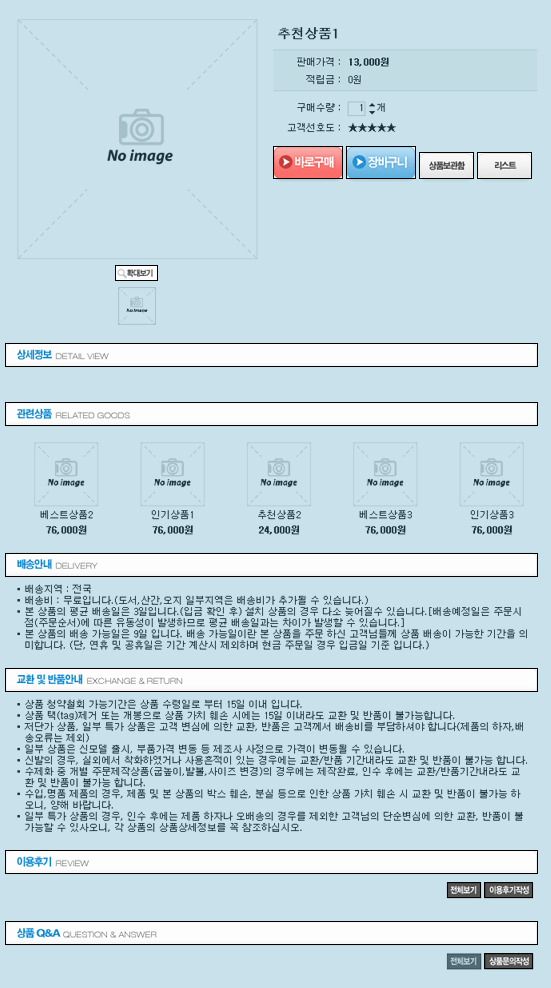 추천상품1
판매가격 : 13,000원
적립금 : 0원
구매수량 : 1 개
고객선호도 : ★★★★★
바로구매 장바구니 상품보관함 리스트
No image
확대보기
No image
상세정보 DETAIL VIEW
관련상품 RELATED GOODS
No image No image No image No image No image
베스트상품2 인기상품1 추천상품2 베스트상품3 인기상품3
76,000원 76,000원 24,000원 76,000원 76,000원
배송안내 DELIVERY
• 배송지역 : 전국
• 배송비 : 무료입니다.(도서,산간,오지 일부지역은 배송비가 추가될 수 있습니다.)
• 본 상품의 평균 배송일은 3일입니다.(입금 확인 후) 설치 상품의 경우 다소 늦어질수 있습니다.[배송예정일은 주문시
점(주문순서)에 따른 유동성이 발생하므로 평균 배송일과는 차이가 발생할 수 있습니다.]
• 본 상품의 배송 가능일은 9일 입니다. 배송 가능일이란 본 상품을 주문 하신 고객님들께 상품 배송이 가능한 기간을 의
미합니다. (단, 연휴 및 공휴일은 기간 계산시 제외하며 현금 주문일 경우 입금일 기준 입니다.)
교환 및 반품안내 EXCHANGE & RETURN
• 상품 청약철회 가능기간은 상품 수령일로 부터 15일 이내 입니다.
• 상품 택(tag)제거 또는 개봉으로 상품 가치 훼손 시에는 15일 이내라도 교환 및 반품이 불가능합니다.
• 저단가 상품, 일부 특가 상품은 고객 변심에 의한 교환, 반품은 고객께서 배송비를 부담하셔야 합니다(제품의 하자,배
송오류는 제외)
• 일부 상품은 신모델 출시, 부품가격 변동 등 제조사 사정으로 가격이 변동될 수 있습니다.
• 신발의 경우, 실외에서 착화하였거나 사용흔적이 있는 경우에는 교환/반품 기간내라도 교환 및 반품이 불가능 합니다.
• 수제화 중 개별 주문제작상품(굽높이,발볼,사이즈 변경)의 경우에는 제작완료, 인수 후에는 교환/반품기간내라도 교
환 및 반품이 불가능 합니다.
• 수입,명품 제품의 경우, 제품 및 본 상품의 박스 훼손, 분실 등으로 인한 상품 가치 훼손 시 교환 및 반품이 불가능 하
오니, 양해 바랍니다.
• 일부 특가 상품의 경우, 인수 후에는 제품 하자나 오배송의 경우를 제외한 고객님의 단순변심에 의한 교환, 반품이 불
가능할 수 있사오니, 각 상품의 상품상세정보를 꼭 참조하십시오.
이용후기 REVIEW
전체보기 이용후기작성
상품 Q&A QUESTION & ANSWER
전체보기 상품문의작성